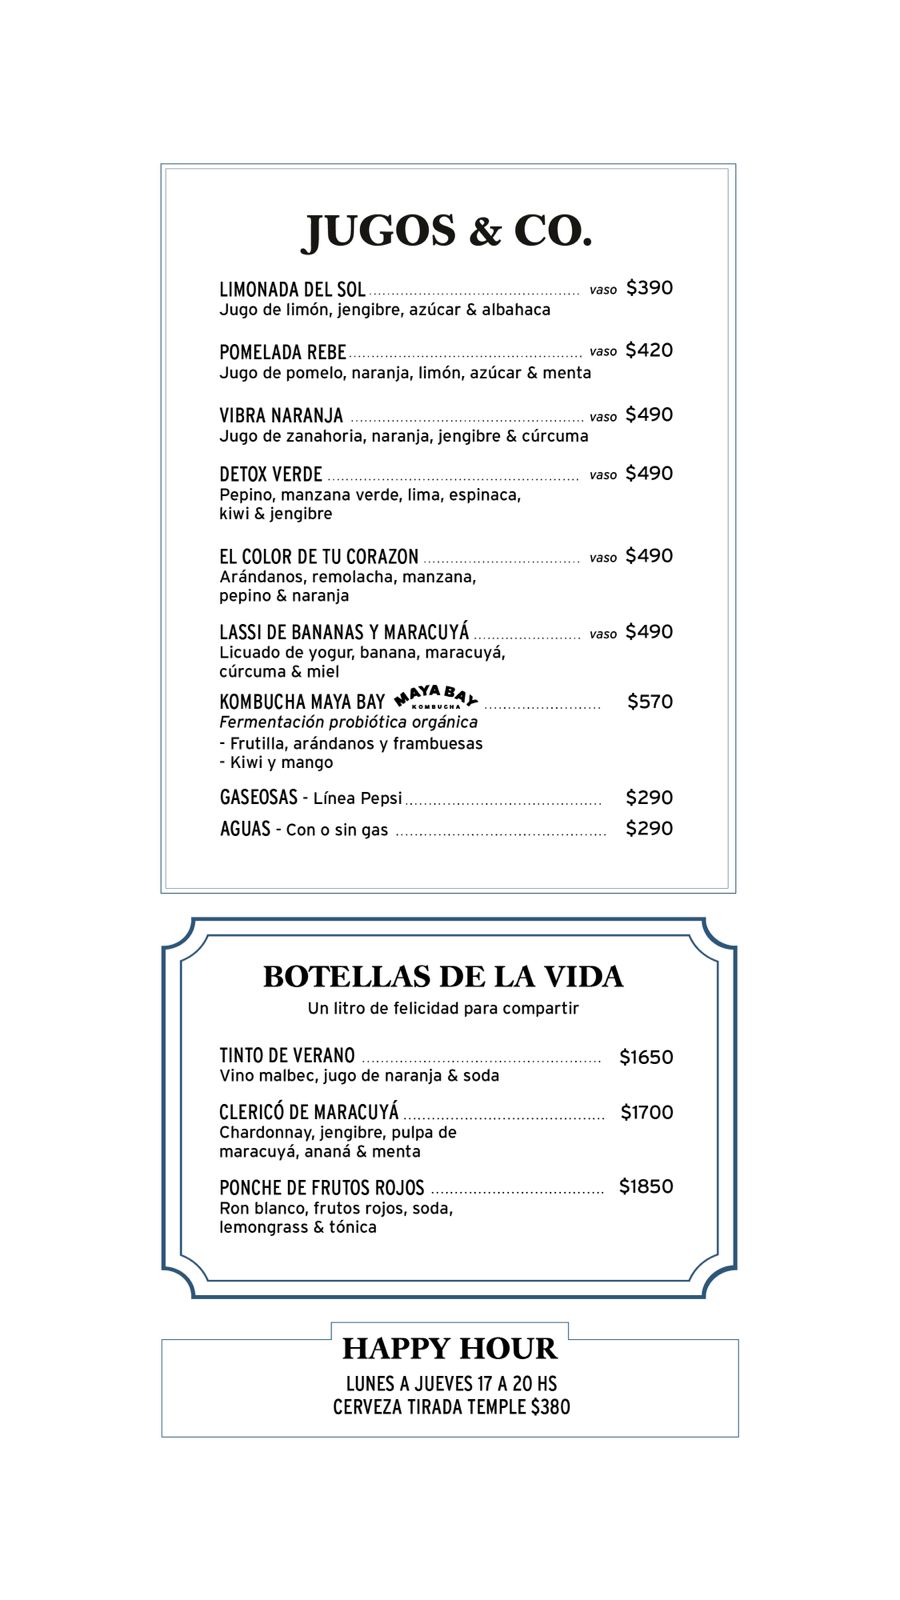 JUGOS & CO.
LIMONADA DEL SOL ........................................ vaso $390
Jugo de limón, jengibre, azúcar & albahaca
POMELADA REBE ........................................ vaso $420
Jugo de pomelo, naranja, limón, azúcar & menta
VIBRA NARANJA ........................................ vaso $490
Jugo de zanahoria, naranja, jengibre & cúrcuma
DETOX VERDE ........................................ vaso $490
Pepino, manzana verde, lima, espinaca,
kiwi & jengibre
EL COLOR DE TU CORAZON .............................. vaso $490
Arándanos, remolacha, manzana,
pepino & naranja
LASSI DE BANANAS Y MARACUYÁ ........................ vaso $490
Licuado de yogur, banana, maracuyá,
cúrcuma & miel
KOMBUCHA MAYA BAY MAYA BAY KOMBUCHA ........................ $570
Fermentación probiótica orgánica
- Frutilla, arándanos y frambuesas
- Kiwi y mango
GASEOSAS - Línea Pepsi ........................................ $290
AGUAS - Con o sin gas ........................................ $290
BOTELLAS DE LA VIDA
Un litro de felicidad para compartir
TINTO DE VERANO ........................................ $1650
Vino malbec, jugo de naranja & soda
CLERICÓ DE MARACUYÁ ........................................ $1700
Chardonnay, jengibre, pulpa de
maracuyá, ananá & menta
PONCHE DE FRUTOS ROJOS .............................. $1850
Ron blanco, frutos rojos, soda,
lemongrass & tónica
HAPPY HOUR
LUNES A JUEVES 17 A 20 HS
CERVEZA TIRADA TEMPLE $380